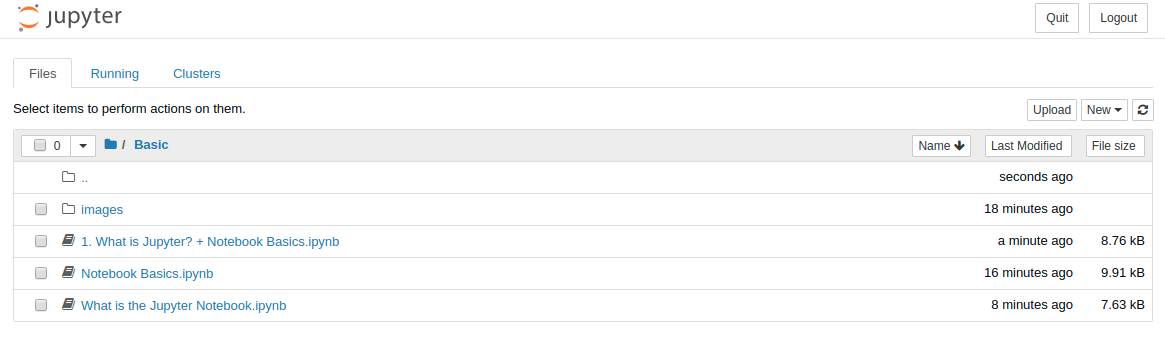 jupyter Quit Logout
Files Running Clusters
Select items to perform actions on them. Upload New
0 / Basic Name Last Modified File size
.. seconds ago
images 18 minutes ago
1. What is Jupyter? + Notebook Basics.ipynb a minute ago 8.76 kB
Notebook Basics.ipynb 16 minutes ago 9.91 kB
What is the Jupyter Notebook.ipynb 8 minutes ago 7.63 kB